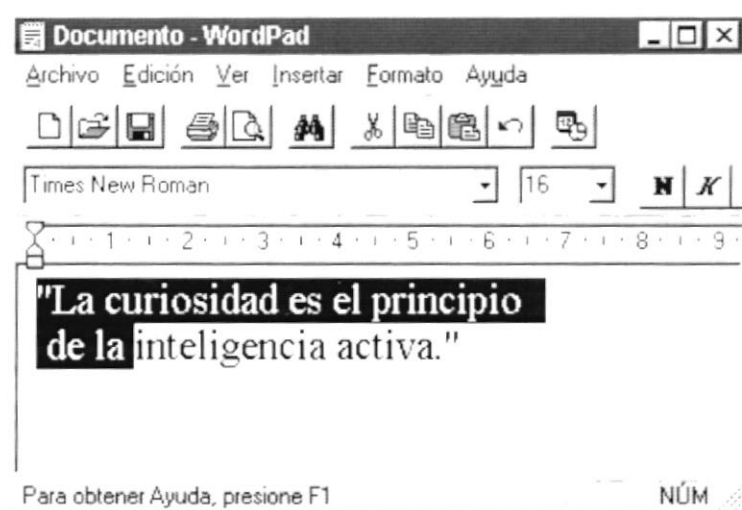 Documento - WordPad
Archivo Edición Ver Insertar Formato Ayuda
Times New Roman 16 N K
1 2 3 4 5 6 7 8 9
"La curiosidad es el principio
de la inteligencia activa."
Para obtener Ayuda, presione F1 NÚM